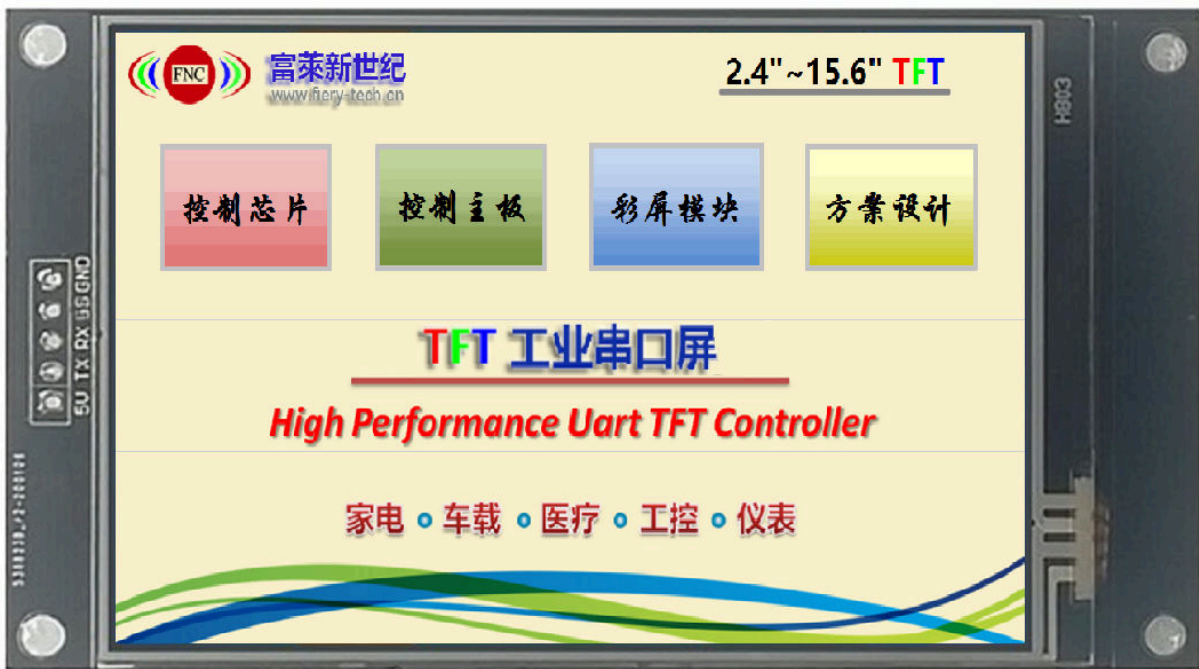 FNC
富莱新世纪
www.fiery-tech.cn
2.4"~15.6" TFT
控制芯片
控制主板
彩屏模块
方案设计
TFT 工业串口屏
High Performance Uart TFT Controller
家电 车载 医疗 工控 仪表
H803
5V TX RX GS GND